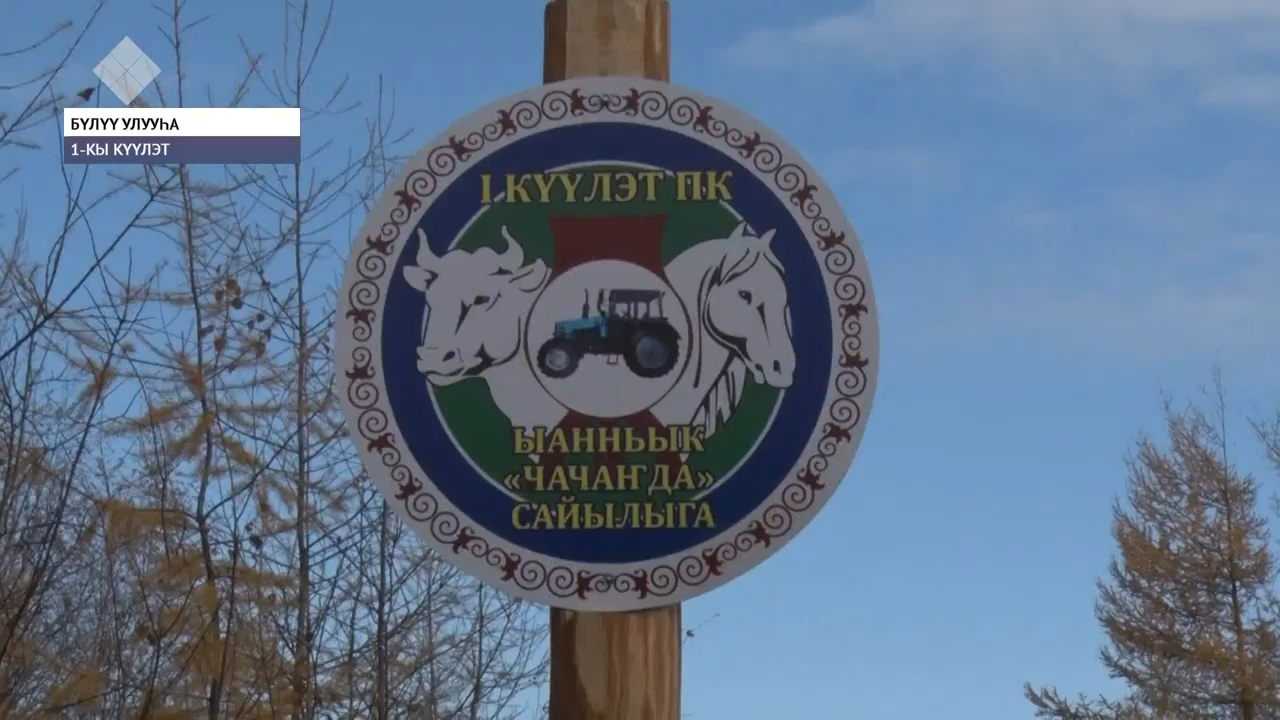 БҮЛҮҮ УЛУУҺА
1-КЫ КҮҮЛЭТ
I КҮҮЛЭТ ПК
ЫАННЬЫК
«ЧАЧАҤДА»
САЙЫЛЫГА